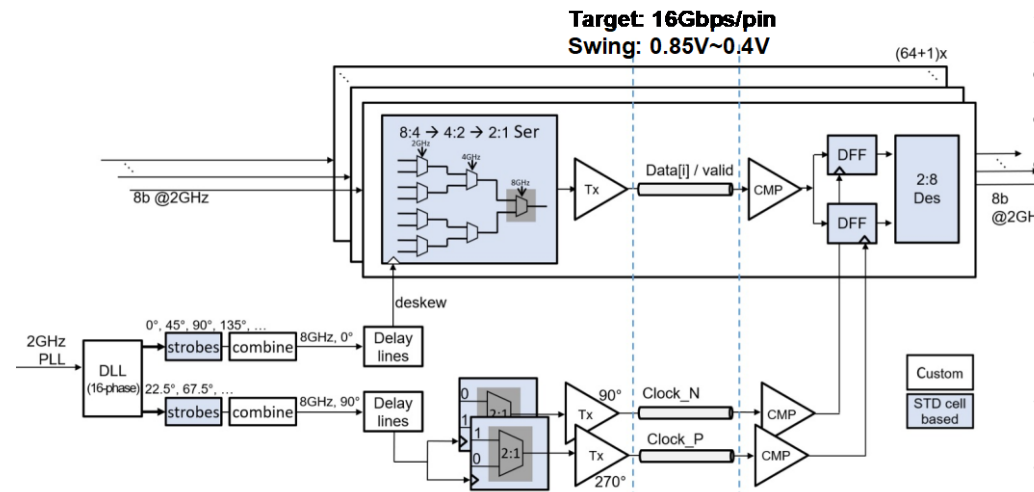 Target: 16Gbps/pin
Swing: 0.85V~0.4V
(64+1)x
8:4 → 4:2 → 2:1 Ser
2GHz
4GHz
8GHz
Tx
Data[i] / valid
CMP
DFF
DFF
2:8
Des
8b @2GHz
8b
deskew
2GHz
PLL
DLL
(16-phase)
0°, 45°, 90°, 135°, ...
strobes
combine
8GHz, 0°
Delay
lines
22.5°, 67.5°, ...
strobes
combine
8GHz, 90°
Delay
lines
0
1
2:1
1
0
2:1
Tx
90°
Clock_N
CMP
Tx
270°
Clock_P
CMP
Custom
STD cell
based